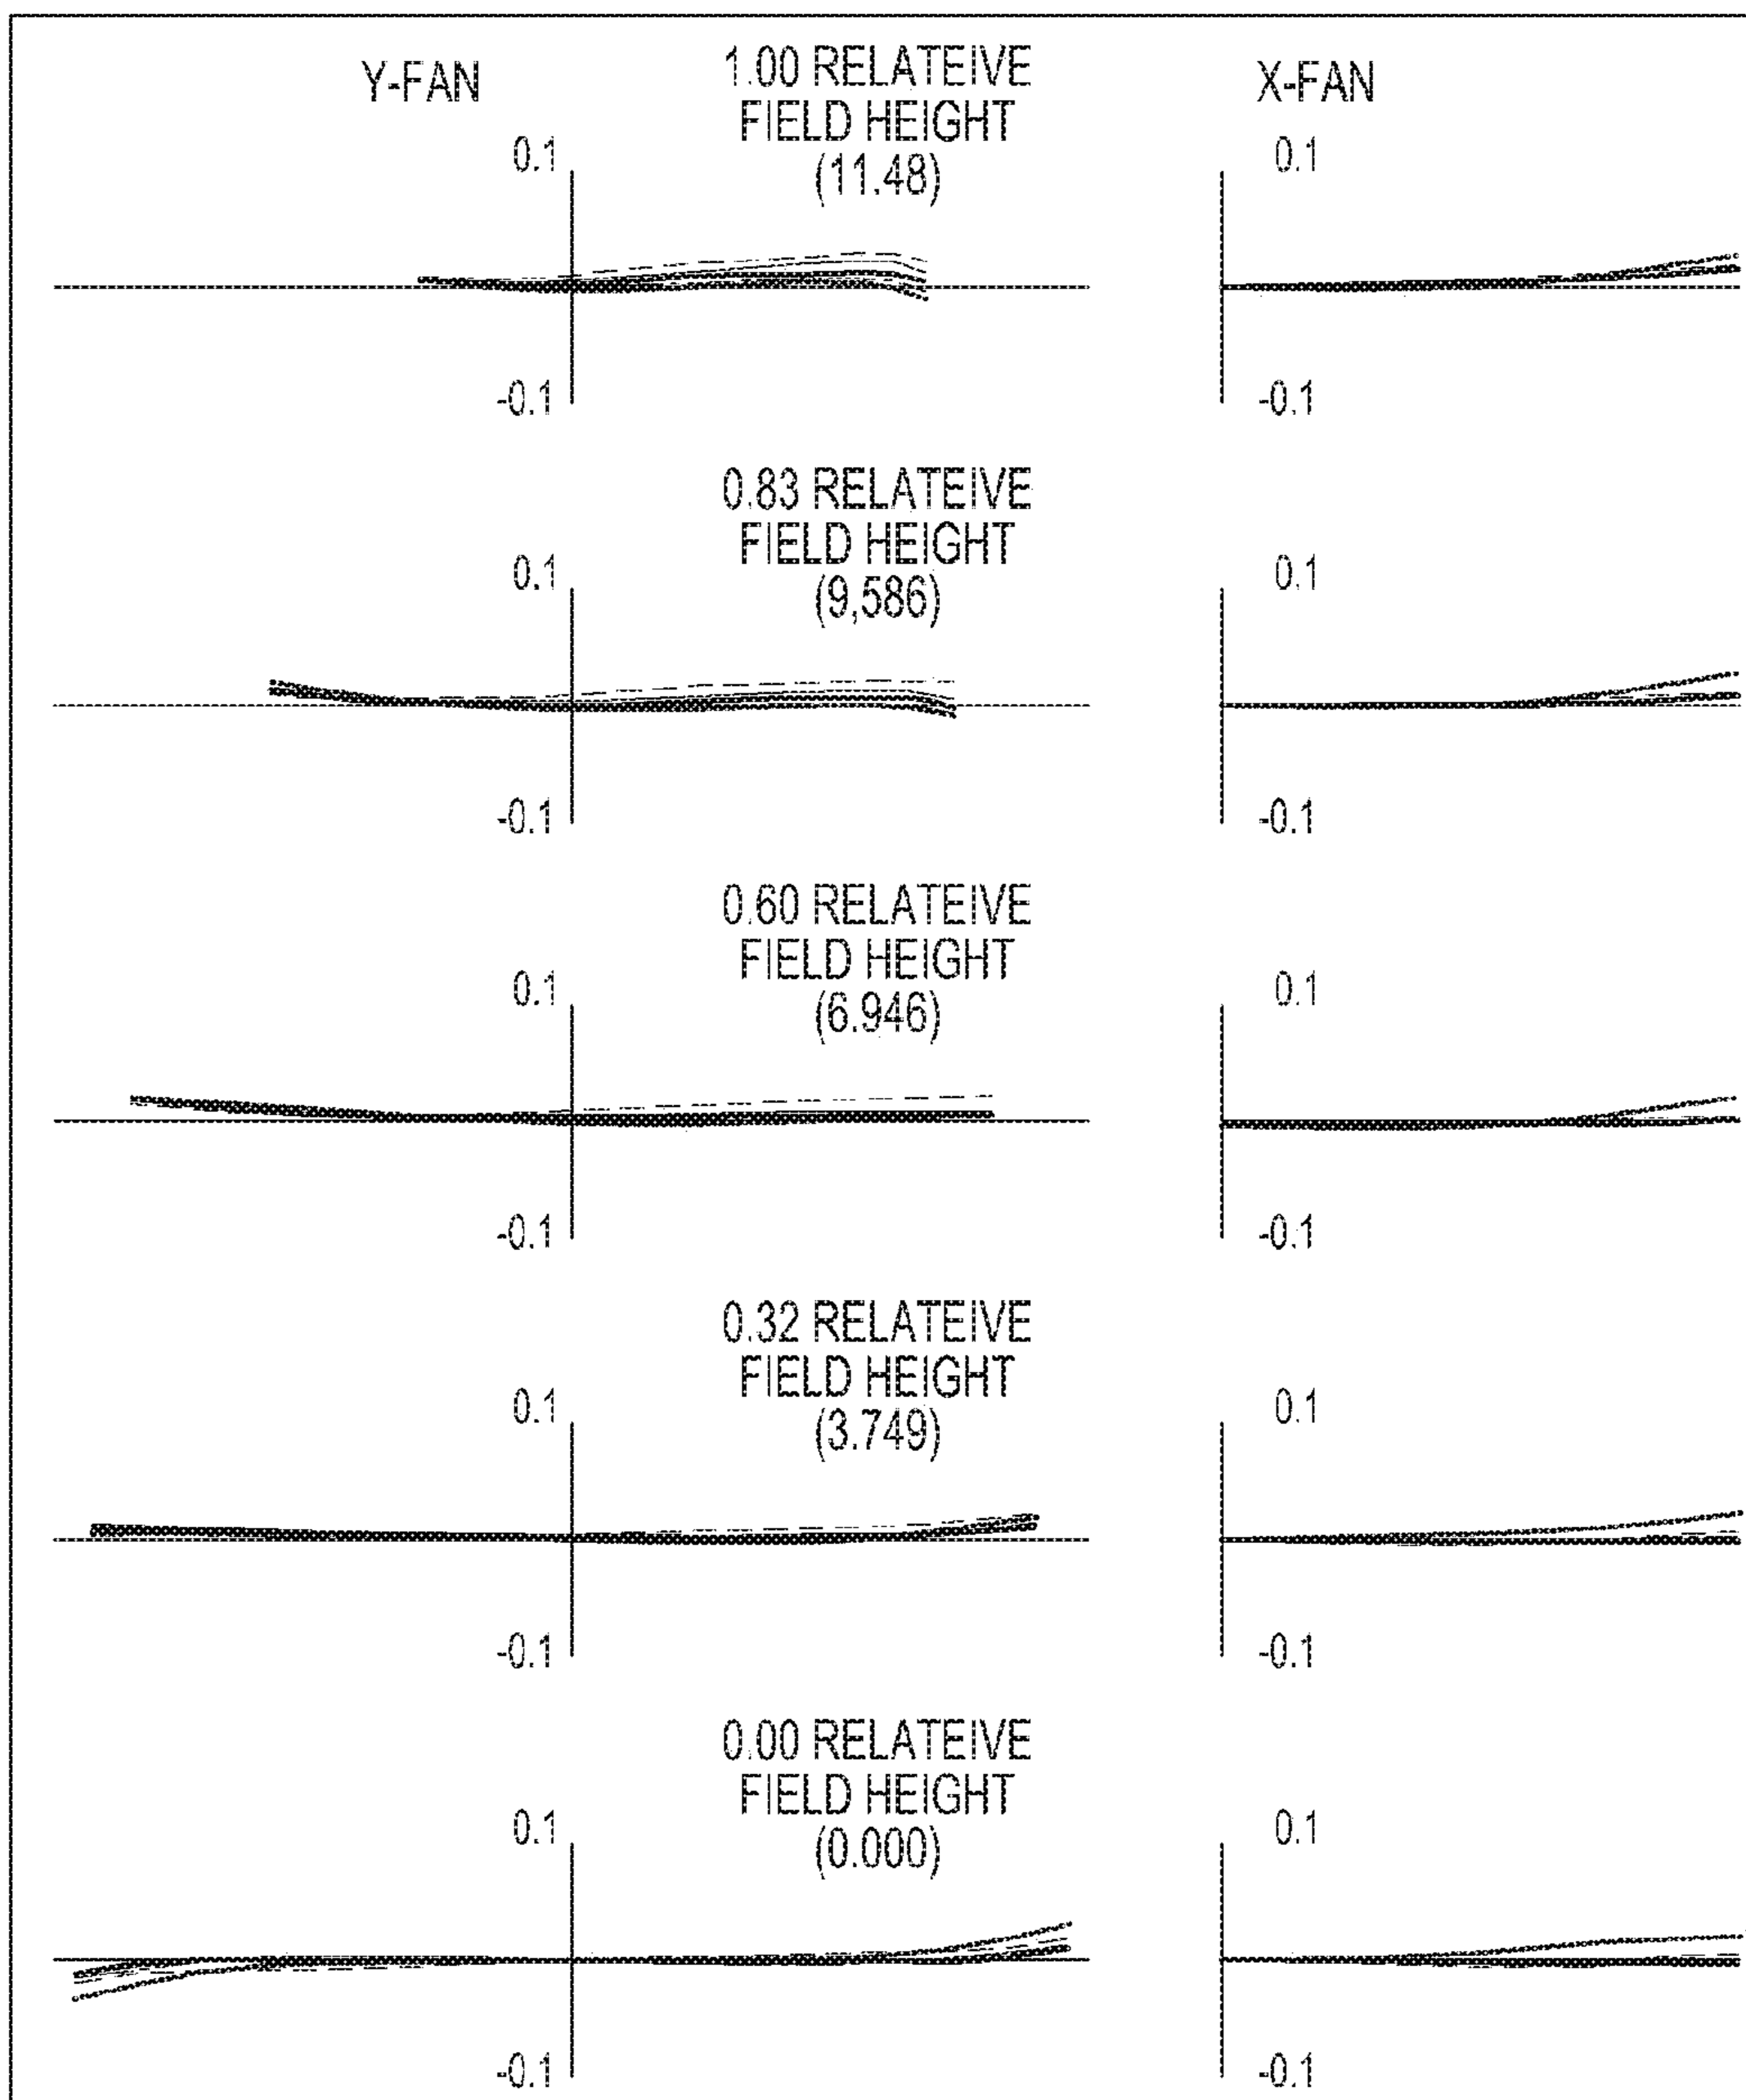 Y-FAN
1.00 RELATEIVE
FIELD HEIGHT
(11.48)
X-FAN
0.1
0.1
-0.1
-0.1
0.83 RELATEIVE
FIELD HEIGHT
(9,586)
0.1
0.1
-0.1
-0.1
0.60 RELATEIVE
FIELD HEIGHT
(6.946)
0.1
0.1
-0.1
-0.1
0.32 RELATEIVE
FIELD HEIGHT
(3.749)
0.1
0.1
-0.1
-0.1
0.00 RELATEIVE
FIELD HEIGHT
(0.000)
0.1
0.1
-0.1
-0.1